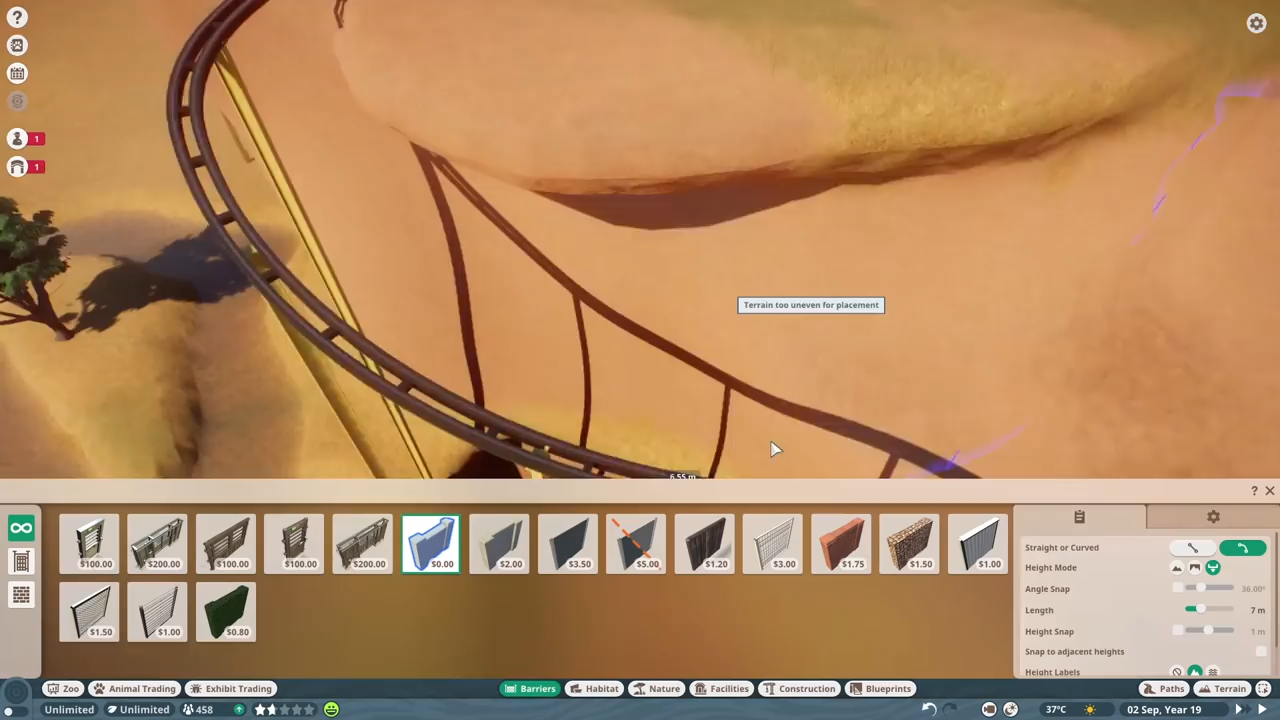 ?
1
1
Terrain too uneven for placement
6.55 m
?
$100.00
$200.00
$100.00
$100.00
$200.00
$0.00
$2.00
$3.50
$5.00
$1.20
$3.00
$1.75
$1.50
$1.00
$1.50
$1.00
$0.80
Straight or Curved
Height Mode
Angle Snap 36.00°
Length 7 m
Height Snap 1 m
Snap to adjacent heights
Height Labels
Zoo Animal Trading Exhibit Trading Barriers Habitat Nature Facilities Construction Blueprints Paths Terrain
Unlimited Unlimited 458 37°C 02 Sep, Year 19